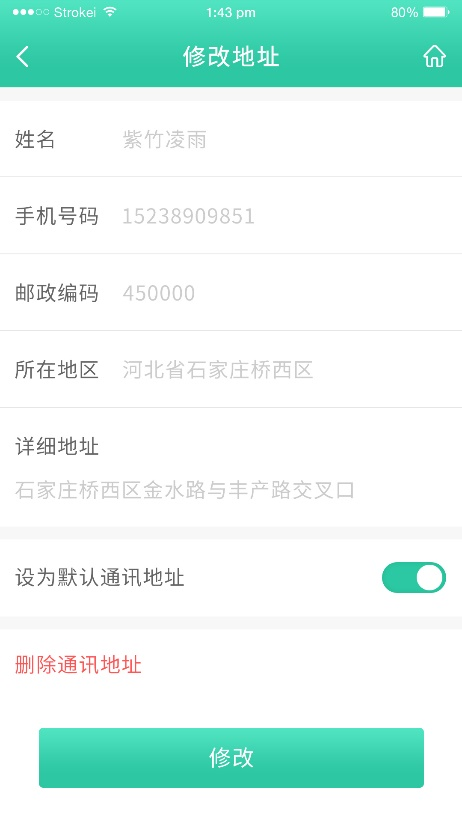 Strokei 1:43 pm 80%
修改地址
姓名 紫竹凌雨
手机号码 15238909851
邮政编码 450000
所在地区 河北省石家庄桥西区
详细地址
石家庄桥西区金水路与丰产路交叉口
设为默认通讯地址
删除通讯地址
修改